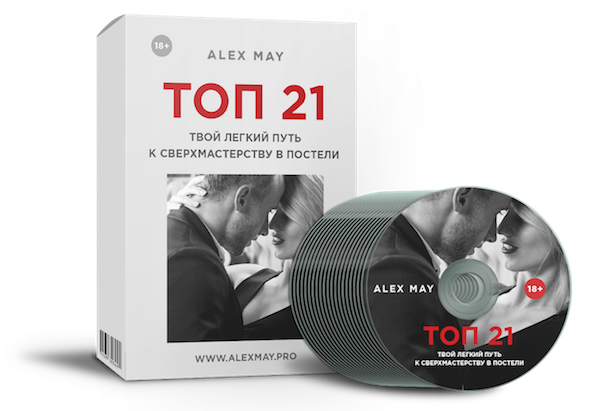 18+
ALEX MAY
ТОП 21
ТВОЙ ЛЕГКИЙ ПУТЬ
К СВЕРХМАСТЕРСТВУ В ПОСТЕЛИ
WWW.ALEXMAY.PRO
ALEX MAY
18+
ТОП 21
ТВОЙ ЛЕГКИЙ ПУТЬ
К СВЕРХМАСТЕРСТВУ В ПОСТЕЛИ